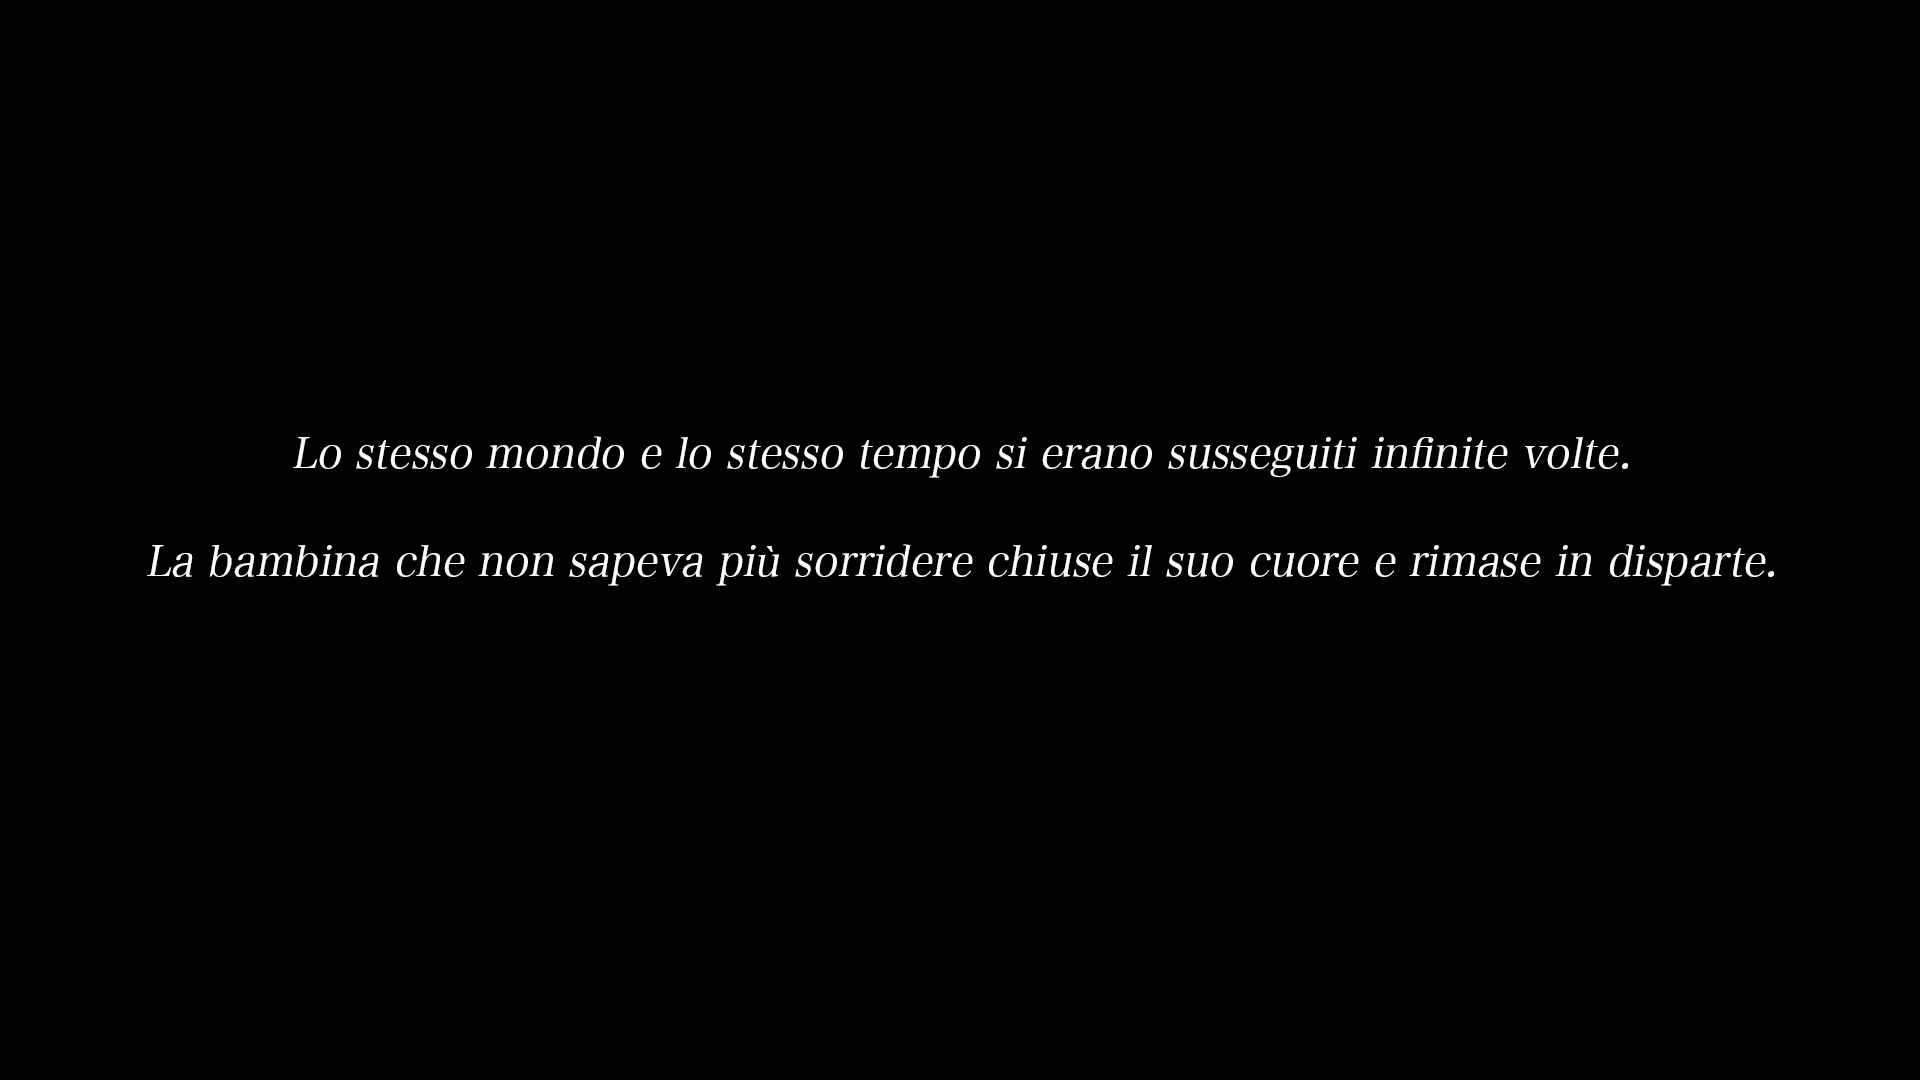 Lo stesso mondo e lo stesso tempo si erano susseguiti infinite volte.
La bambina che non sapeva più sorridere chiuse il suo cuore e rimase in disparte.